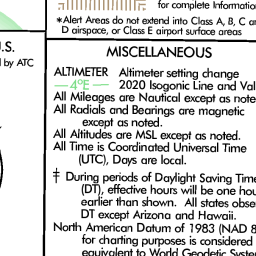 for complete Informatio
*Alert Areas do not extend into Class A, B, C a
D airspace, or Class E airport surface areas
.S.
d by ATC
MISCELLANEOUS
ALTIMETER Altimeter setting change
4°E 2020 Isogonic Line and Val
All Mileages are Nautical except as note
All Radials and Bearings are magnetic
except as noted.
All Altitudes are MSL except as noted.
All Time is Coordinated Universal Time
(UTC), Days are local.
‡ During periods of Daylight Saving Time
(DT), effective hours will be one hou
earlier than shown. All states obse
DT except Arizona and Hawaii.
North American Datum of 1983 (NAD 8
for charting purposes is considered
equivalent to World Geodetic System